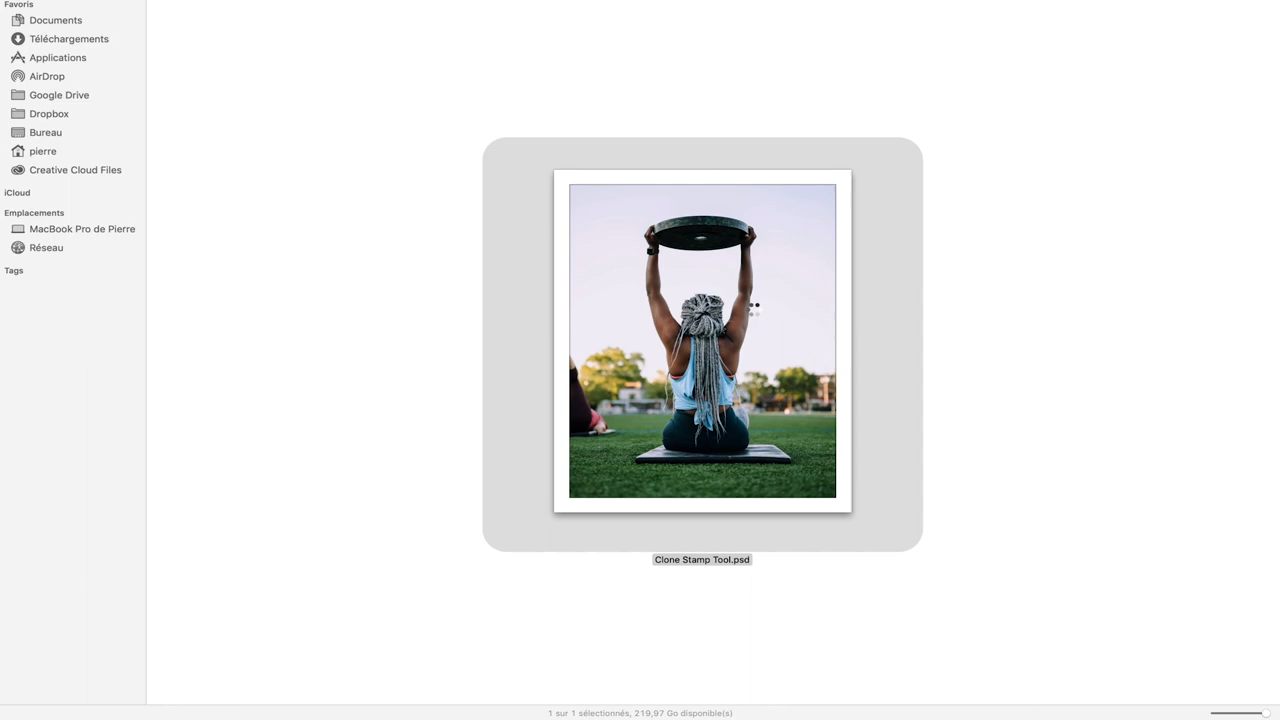 Favoris
Documents
Téléchargements
Applications
AirDrop
Google Drive
Dropbox
Bureau
pierre
Creative Cloud Files
iCloud
Emplacements
MacBook Pro de Pierre
Réseau
Tags
Clone Stamp Tool.psd
1 sur 1 sélectionnés, 219,97 Go disponible(s)